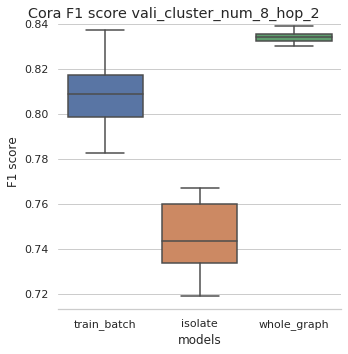 Cora F1 score vali_cluster_num_8_hop_2
0.84
0.82
0.80
0.78
0.76
0.74
0.72
F1 score
train_batch
isolate
whole_graph
models